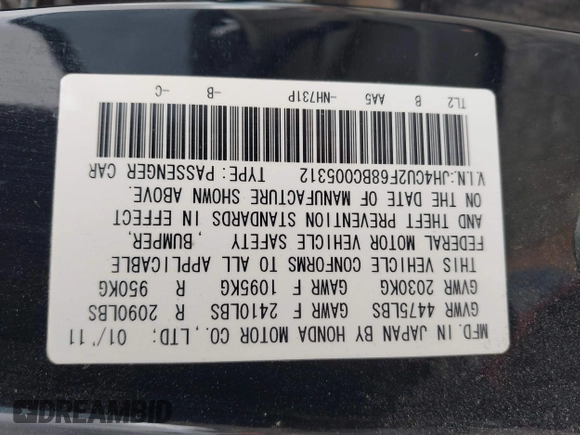 MFD. IN JAPAN BY HONDA MOTOR CO., LTD; 01/'11
GVWR 4475LBS GAWR F 2410LBS R 2090LBS
GVWR 2030KG GAWR F 1095KG R 950KG
THIS VEHICLE CONFORMS TO ALL APPLICABLE
FEDERAL MOTOR VEHICLE SAFETY, BUMPER,
AND THEFT PREVENTION STANDARDS IN EFFECT
ON THE DATE OF MANUFACTURE SHOWN ABOVE.
V.I.N.:JH4CU2F68BC005312 TYPE: PASSENGER CAR
TL2 B AA5 -NH731P -B -C
DREAMBID